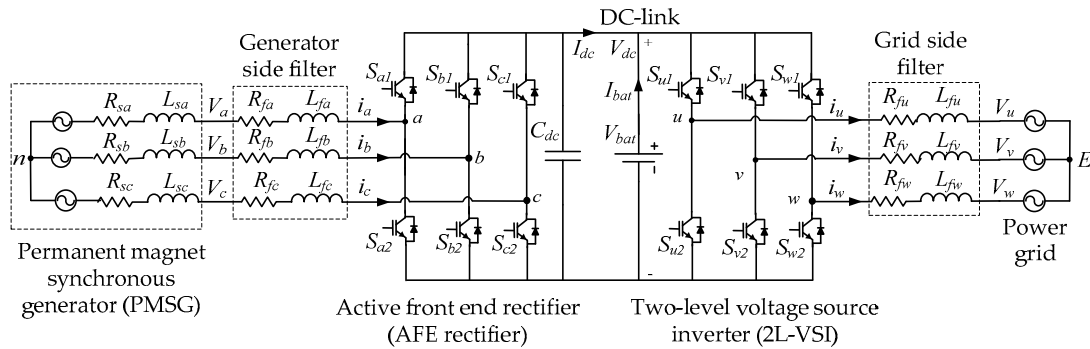 DC-link
Generator
side filter
Grid side
filter
I_dc
V_dc
+
S_a1
S_b1
S_c1
S_u1
S_v1
S_w1
I_bat
R_sa
L_sa
V_a
R_fa
L_fa
i_a
a
u
i_u
R_fu
L_fu
V_u
C_dc
V_bat
+
-
n
R_sb
L_sb
V_b
R_fb
L_fb
i_b
b
v
i_v
R_fv
L_fv
V_v
E
R_sc
L_sc
V_c
R_fc
L_fc
i_c
c
w
i_w
R_fw
L_fw
V_w
S_a2
S_b2
S_c2
S_u2
S_v2
S_w2
-
Permanent magnet
synchronous
generator (PMSG)
Power
grid
Active front end rectifier
(AFE rectifier)
Two-level voltage source
inverter (2L-VSI)